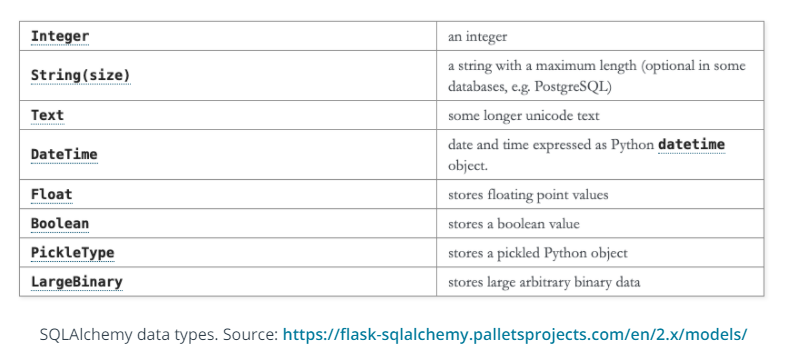 Integer
an integer
String(size)
a string with a maximum length (optional in some
databases, e.g. PostgreSQL)
Text
some longer unicode text
DateTime
date and time expressed as Python datetime
object.
Float
stores floating point values
Boolean
stores a boolean value
PickleType
stores a pickled Python object
LargeBinary
stores large arbitrary binary data
SQLAlchemy data types. Source: https://flask-sqlalchemy.palletsprojects.com/en/2.x/models/